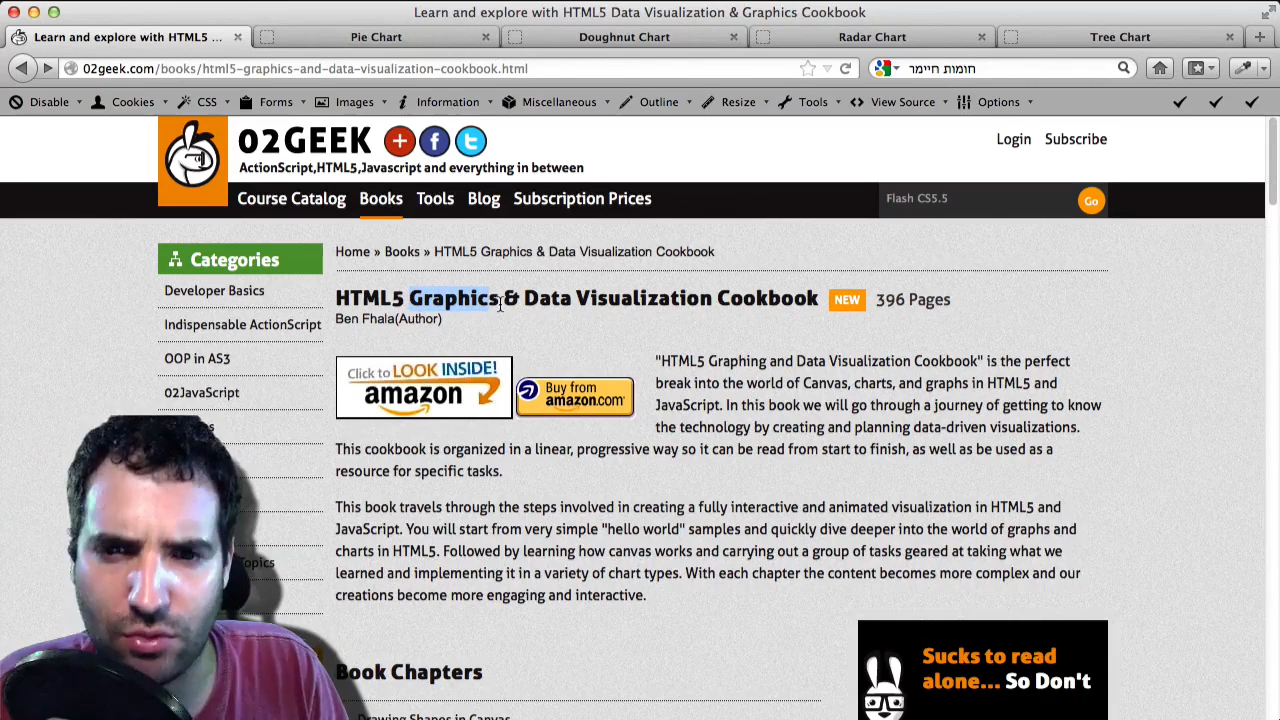 Learn and explore with HTML5 Data Visualization & Graphics Cookbook
Learn and explore with HTML5 ...
Pie Chart
Doughnut Chart
Radar Chart
Tree Chart
02geek.com/books/html5-graphics-and-data-visualization-cookbook.html
חומות חיימר
Disable Cookies CSS Forms Images Information Miscellaneous Outline Resize Tools View Source Options
02GEEK
ActionScript,HTML5,Javascript and everything in between
Login Subscribe
Course Catalog Books Tools Blog Subscription Prices
Flash CS5.5
Go
Categories
Developer Basics
Indispensable ActionScript
OOP in AS3
02JavaScript
Home » Books » HTML5 Graphics & Data Visualization Cookbook
HTML5 Graphics & Data Visualization Cookbook NEW 396 Pages
Ben Fhala(Author)
Click to LOOK INSIDE!
amazon
Buy from
amazon.com
"HTML5 Graphing and Data Visualization Cookbook" is the perfect
break into the world of Canvas, charts, and graphs in HTML5 and
JavaScript. In this book we will go through a journey of getting to know
the technology by creating and planning data-driven visualizations.
This cookbook is organized in a linear, progressive way so it can be read from start to finish, as well as be used as a
resource for specific tasks.
This book travels through the steps involved in creating a fully interactive and animated visualization in HTML5 and
JavaScript. You will start from very simple "hello world" samples and quickly dive deeper into the world of graphs and
charts in HTML5. Followed by learning how canvas works and carrying out a group of tasks geared at taking what we
learned and implementing it in a variety of chart types. With each chapter the content becomes more complex and our
creations become more engaging and interactive.
Book Chapters
Drawing Shapes in Canvas
Sucks to read
alone... So Don't